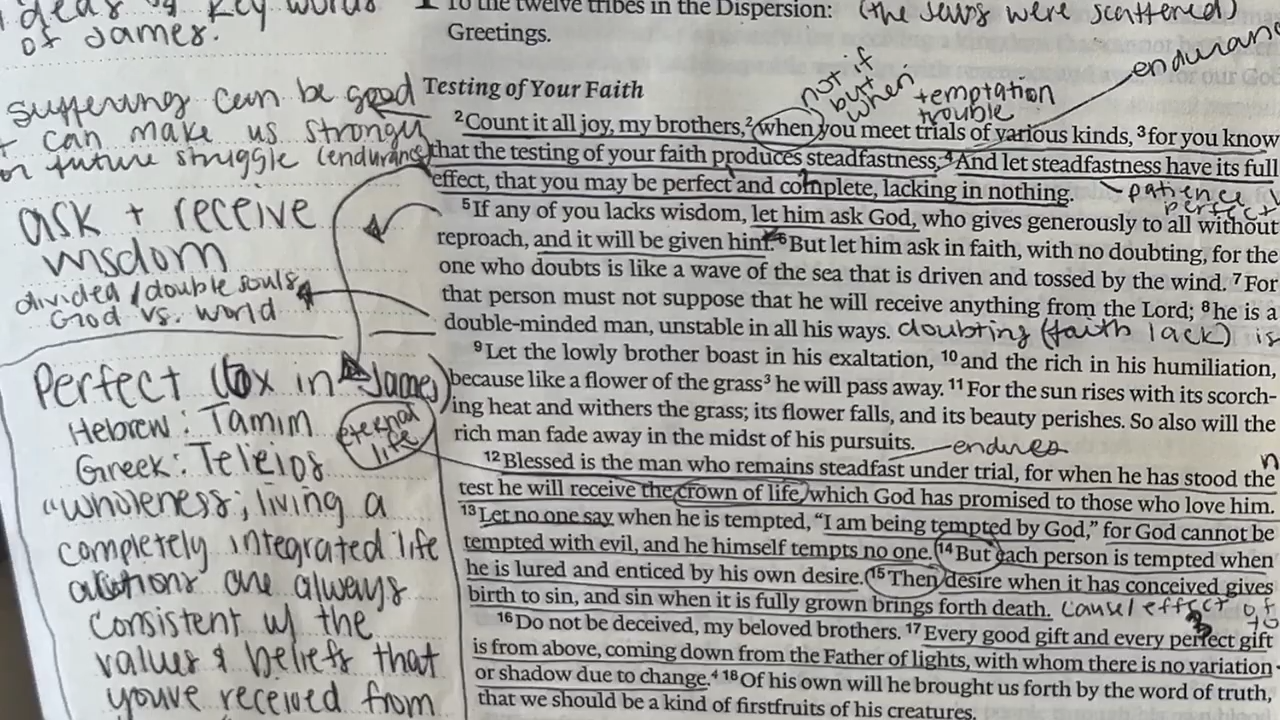 ideas of key words
of James.
suffering can be good
+ can make us stronger
for future struggle (endurance)
ask + receive
wisdom
divided / double souls
God vs. world
Perfect (7x in James)
Hebrew: Tamim
Greek: Teleios
eternal
life
"wholeness; living a
completely integrated life
actions are always
consistent w/ the
values & beliefs that
you've received from
To the twelve tribes in the Dispersion: (the Jews were scattered)
Greetings.
not if
but
when
temptation
trouble
Testing of Your Faith
2 Count it all joy, my brothers,2 when you meet trials of various kinds, 3 for you know
that the testing of your faith produces steadfastness. 4 And let steadfastness have its full
effect, that you may be perfect and complete, lacking in nothing.
patience
perfect
5 If any of you lacks wisdom, let him ask God, who gives generously to all without
reproach, and it will be given him. 6 But let him ask in faith, with no doubting, for the
one who doubts is like a wave of the sea that is driven and tossed by the wind. 7 For
that person must not suppose that he will receive anything from the Lord; 8 he is a
double-minded man, unstable in all his ways. doubting (faith lack) is
9 Let the lowly brother boast in his exaltation, 10 and the rich in his humiliation,
because like a flower of the grass3 he will pass away. 11 For the sun rises with its scorch-
ing heat and withers the grass; its flower falls, and its beauty perishes. So also will the
rich man fade away in the midst of his pursuits. endures
12 Blessed is the man who remains steadfast under trial, for when he has stood the
test he will receive the crown of life, which God has promised to those who love him.
13 Let no one say when he is tempted, "I am being tempted by God," for God cannot be
tempted with evil, and he himself tempts no one. 14 But each person is tempted when
he is lured and enticed by his own desire. 15 Then desire when it has conceived gives
birth to sin, and sin when it is fully grown brings forth death. cause/effect of
16 Do not be deceived, my beloved brothers. 17 Every good gift and every perfect gift
is from above, coming down from the Father of lights, with whom there is no variation
or shadow due to change.4 18 Of his own will he brought us forth by the word of truth,
that we should be a kind of firstfruits of his creatures.